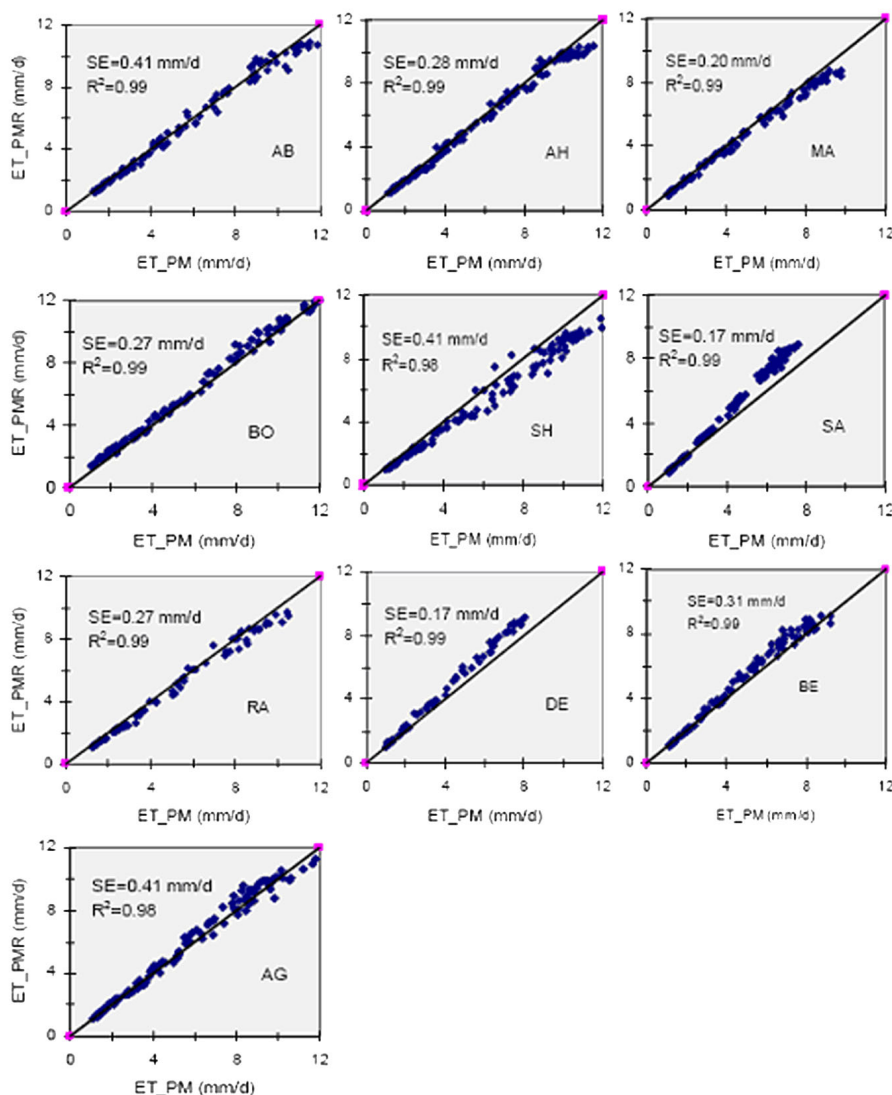 12
8
4
0
ET_PMR (mm/d)
SE=0.41 mm/d
R²=0.99
AB
0 4 8 12
ET_PM (mm/d)
12
8
4
0
SE=0.28 mm/d
R²=0.99
AH
0 4 8 12
ET_PM (mm/d)
12
8
4
0
SE=0.20 mm/d
R²=0.99
MA
0 4 8 12
ET_PM (mm/d)
12
8
4
0
ET_PMR (mm/d)
SE=0.27 mm/d
R²=0.99
BO
0 4 8 12
ET_PM (mm/d)
12
8
4
0
SE=0.41 mm/d
R²=0.98
SH
0 4 8 12
ET_PM (mm/d)
12
8
4
0
SE=0.17 mm/d
R²=0.99
SA
0 4 8 12
ET_PM (mm/d)
12
8
4
0
ET_PMR (mm/d)
SE=0.27 mm/d
R²=0.99
RA
0 4 8 12
ET_PM (mm/d)
12
8
4
0
SE=0.17 mm/d
R²=0.99
DE
0 4 8 12
ET_PM (mm/d)
12
8
4
0
SE=0.31 mm/d
R²=0.99
BE
0 4 8 12
ET_PM (mm/d)
12
8
4
0
ET_PMR (mm/d)
SE=0.41 mm/d
R²=0.98
AG
0 4 8 12
ET_PM (mm/d)